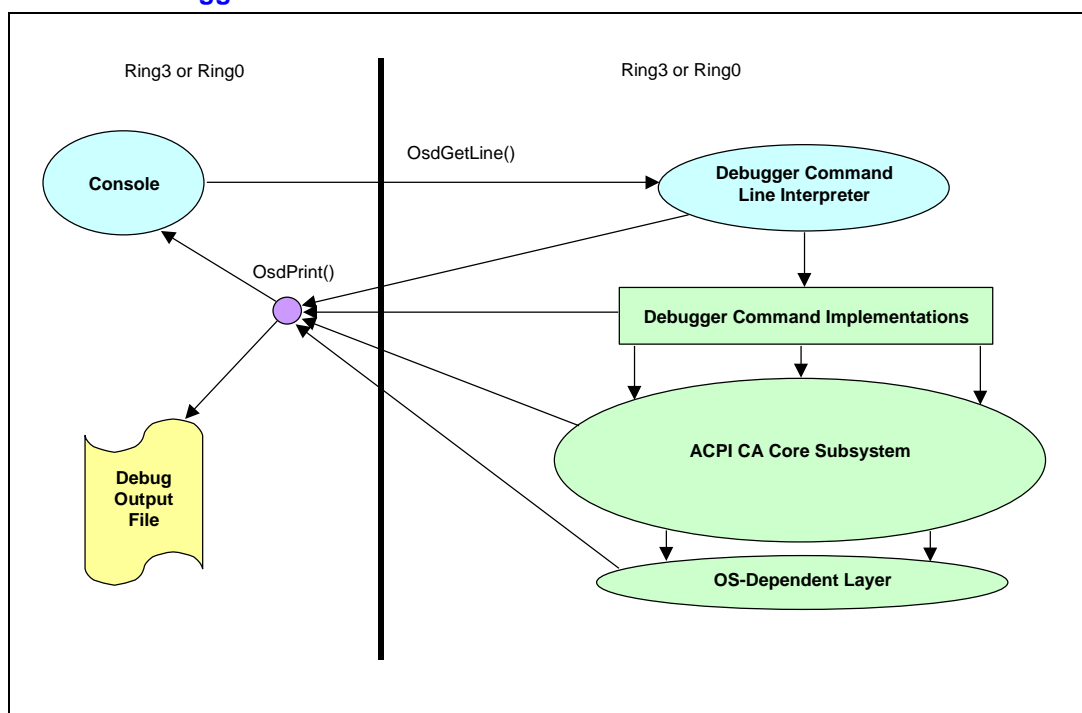 Ring3 or Ring0
Ring3 or Ring0
OsdGetLine()
Console
Debugger Command
Line Interpreter
OsdPrint()
Debugger Command Implementations
ACPI CA Core Subsystem
Debug
Output
File
OS-Dependent Layer